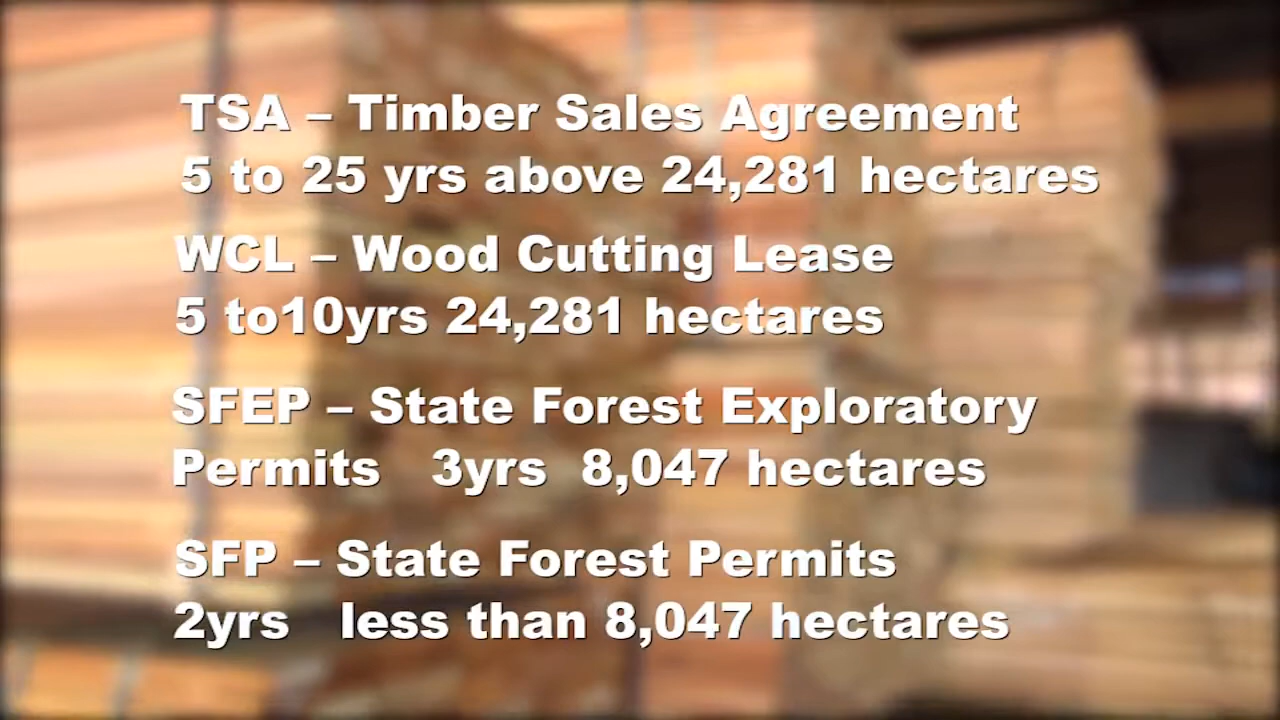 TSA – Timber Sales Agreement
5 to 25 yrs above 24,281 hectares
WCL – Wood Cutting Lease
5 to10yrs 24,281 hectares
SFEP – State Forest Exploratory
Permits 3yrs 8,047 hectares
SFP – State Forest Permits
2yrs less than 8,047 hectares